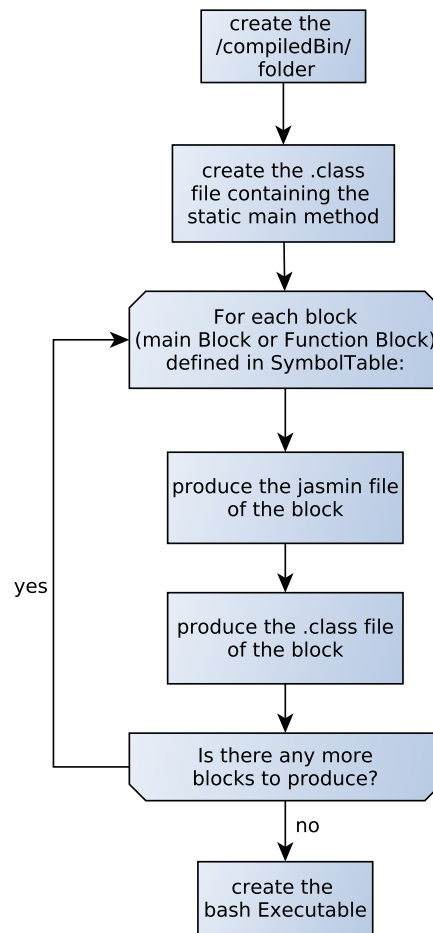 create the
/compiledBin/
folder
create the .class
file containing the
static main method
For each block
(main Block or Function Block)
defined in SymbolTable:
produce the jasmin file
of the block
produce the .class file
of the block
yes
Is there any more
blocks to produce?
no
create the
bash Executable